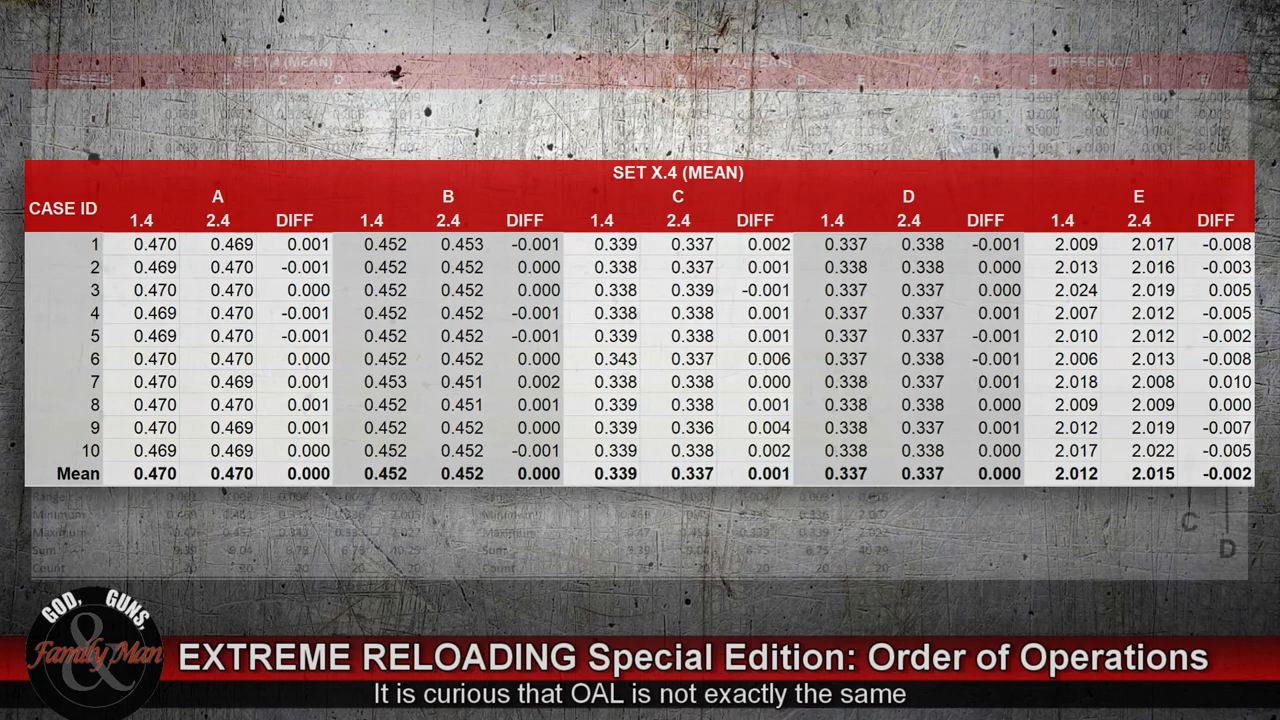 SET X.4 (MEAN)
CASE ID A B C D E
1.4 2.4 DIFF 1.4 2.4 DIFF 1.4 2.4 DIFF 1.4 2.4 DIFF 1.4 2.4 DIFF
1 0.470 0.469 0.001 0.452 0.453 -0.001 0.339 0.337 0.002 0.337 0.338 -0.001 2.009 2.017 -0.008
2 0.469 0.470 -0.001 0.452 0.452 0.000 0.338 0.337 0.001 0.338 0.338 0.000 2.013 2.016 -0.003
3 0.470 0.470 0.000 0.452 0.452 0.000 0.338 0.339 -0.001 0.337 0.337 0.000 2.024 2.019 0.005
4 0.469 0.470 -0.001 0.452 0.452 -0.001 0.338 0.338 0.001 0.337 0.337 0.001 2.007 2.012 -0.005
5 0.469 0.470 -0.001 0.452 0.452 -0.001 0.339 0.338 0.001 0.337 0.337 -0.001 2.010 2.012 -0.002
6 0.470 0.470 0.000 0.452 0.452 0.000 0.343 0.337 0.006 0.337 0.338 -0.001 2.006 2.013 -0.008
7 0.470 0.469 0.001 0.453 0.451 0.002 0.338 0.338 0.000 0.338 0.337 0.001 2.018 2.008 0.010
8 0.470 0.470 0.001 0.452 0.451 0.001 0.339 0.338 0.001 0.338 0.338 0.000 2.009 2.009 0.000
9 0.470 0.469 0.001 0.452 0.452 0.000 0.339 0.336 0.004 0.338 0.337 0.001 2.012 2.019 -0.007
10 0.469 0.469 0.000 0.452 0.452 -0.001 0.339 0.338 0.002 0.338 0.338 0.000 2.017 2.022 -0.005
Mean 0.470 0.470 0.000 0.452 0.452 0.000 0.339 0.337 0.001 0.337 0.337 0.000 2.012 2.015 -0.002
C
D
GOD, GUNS,
& Family Man
EXTREME RELOADING Special Edition: Order of Operations
It is curious that OAL is not exactly the same